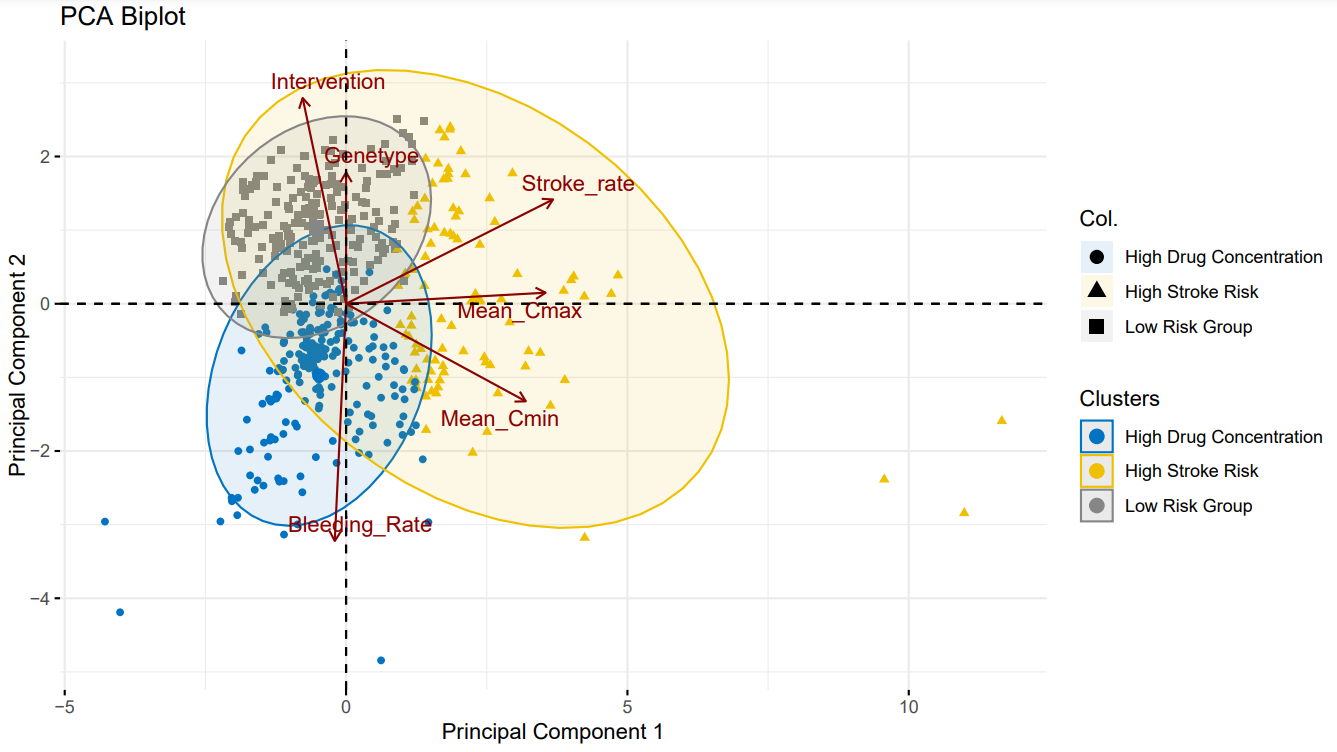 PCA Biplot
Intervention
Genetype
Stroke_rate
Mean_Cmax
Mean_Cmin
Bleeding_Rate
2
0
−2
−4
−5
0
5
10
Principal Component 1
Principal Component 2
Col.
High Drug Concentration
High Stroke Risk
Low Risk Group
Clusters
High Drug Concentration
High Stroke Risk
Low Risk Group